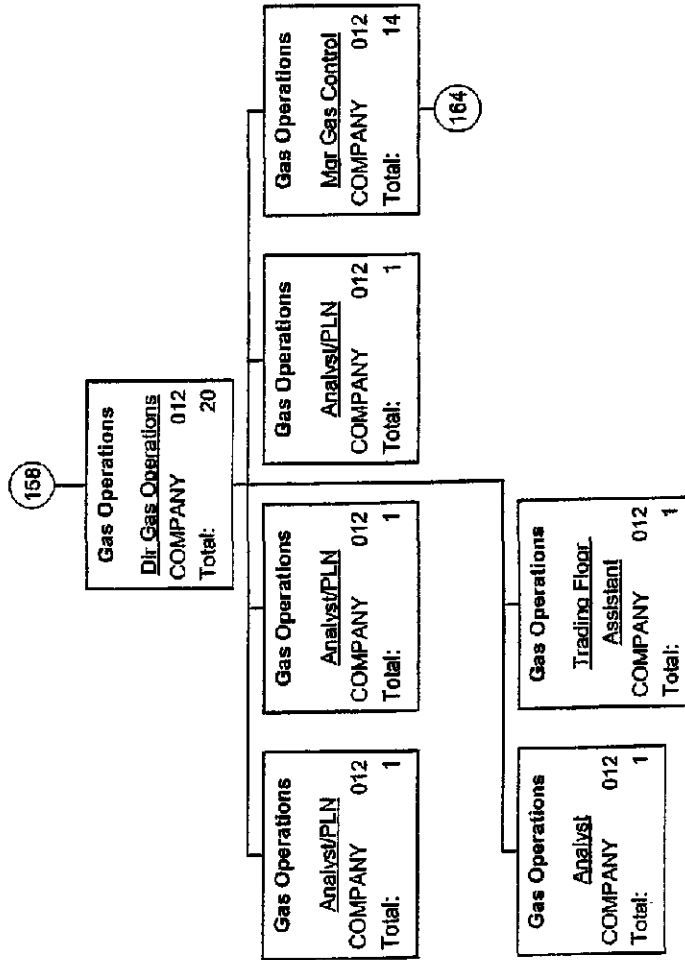 158
Gas Operations
Dir Gas Operations
COMPANY 012
Total: 20
Gas Operations
Analyst/PLN
COMPANY 012
Total: 1
Gas Operations
Analyst/PLN
COMPANY 012
Total: 1
Gas Operations
Analyst/PLN
COMPANY 012
Total: 1
Gas Operations
Mgr Gas Control
COMPANY 012
Total: 14
164
Gas Operations
Analyst
COMPANY 012
Total: 1
Gas Operations
Trading Floor
Assistant
COMPANY 012
Total: 1